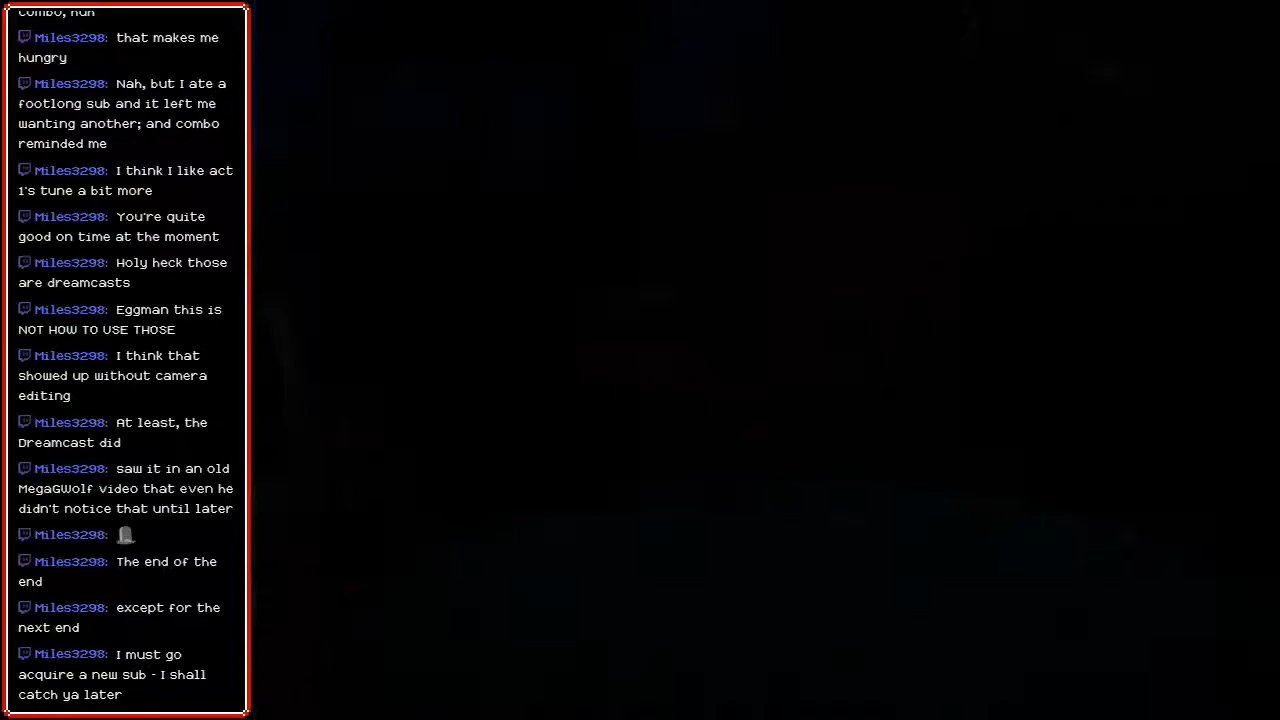 combo, huh
Miles3298: that makes me
hungry
Miles3298: Nah, but I ate a
footlong sub and it left me
wanting another; and combo
reminded me
Miles3298: I think I like act
1's tune a bit more
Miles3298: You're quite
good on time at the moment
Miles3298: Holy heck those
are dreamcasts
Miles3298: Eggman this is
NOT HOW TO USE THOSE
Miles3298: I think that
showed up without camera
editing
Miles3298: At least, the
Dreamcast did
Miles3298: saw it in an old
MegaGWolf video that even he
didn't notice that until later
Miles3298:
Miles3298: The end of the
end
Miles3298: except for the
next end
Miles3298: I must go
acquire a new sub - I shall
catch ya later